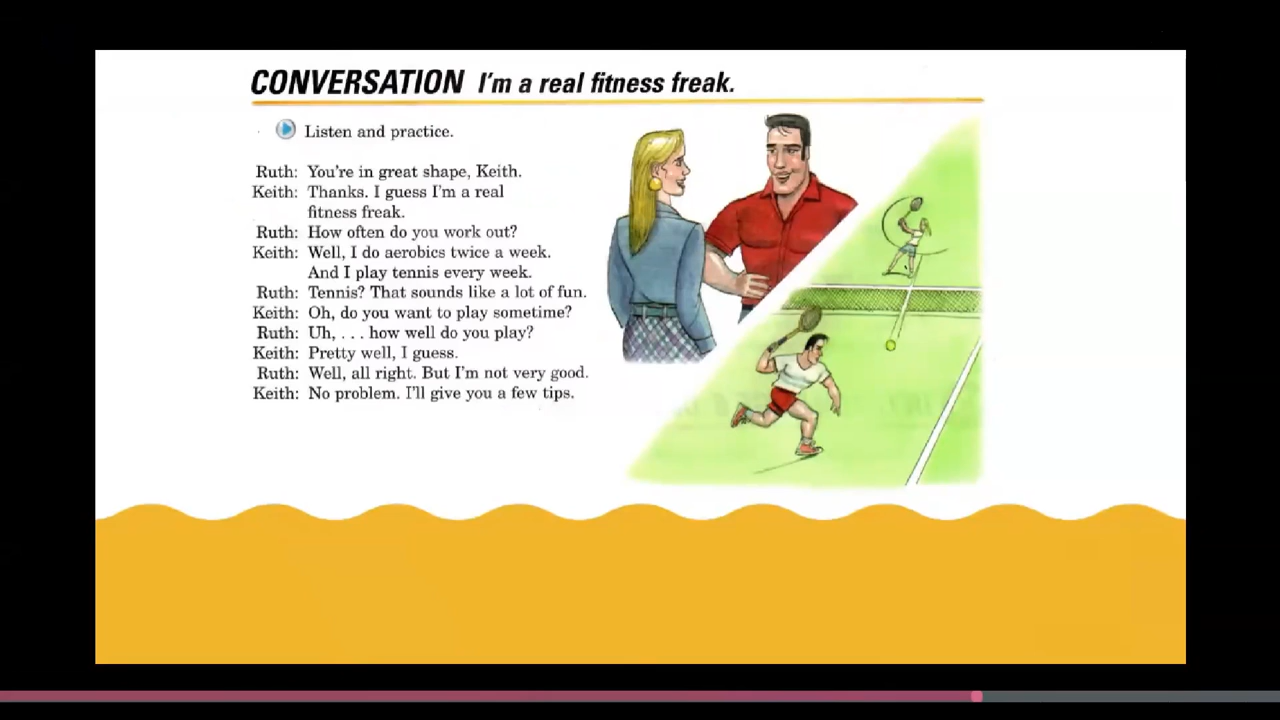 CONVERSATION I'm a real fitness freak.
Listen and practice.
Ruth: You're in great shape, Keith.
Keith: Thanks. I guess I'm a real
fitness freak.
Ruth: How often do you work out?
Keith: Well, I do aerobics twice a week.
And I play tennis every week.
Ruth: Tennis? That sounds like a lot of fun.
Keith: Oh, do you want to play sometime?
Ruth: Uh, . . . how well do you play?
Keith: Pretty well, I guess.
Ruth: Well, all right. But I'm not very good.
Keith: No problem. I'll give you a few tips.